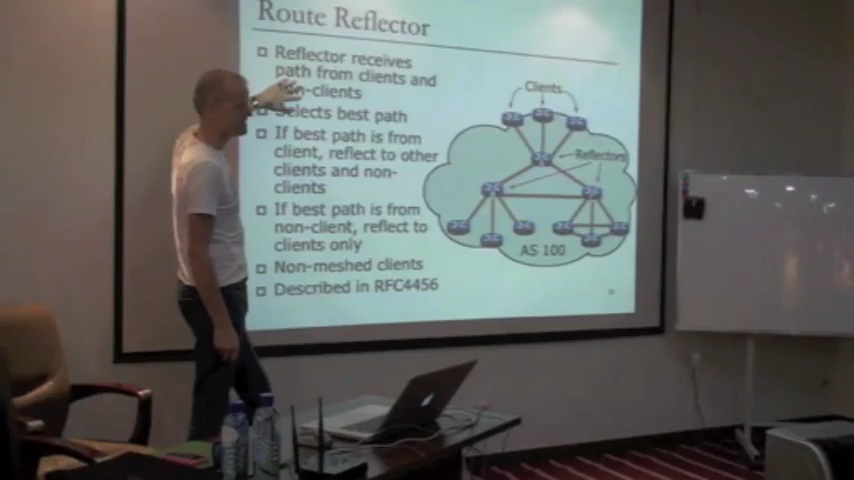 Route Reflector
Reflector receives
path from clients and
non-clients
Selects best path
If best path is from
client, reflect to other
clients and non-
clients
If best path is from
non-client, reflect to
clients only
Non-meshed clients
Described in RFC4456
Clients
Reflectors
AS 100